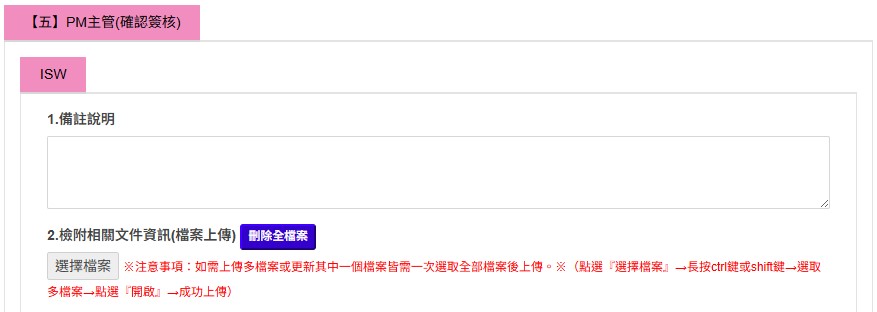 【五】PM主管(確認簽核)
ISW
1.備註說明
2.檢附相關文件資訊(檔案上傳) 刪除全檔案
選擇檔案 ※注意事項：如需上傳多檔案或更新其中一個檔案皆需一次選取全部檔案後上傳。※（點選『選擇檔案』→長按ctrl鍵或shift鍵→選取
多檔案→點選『開啟』→成功上傳）